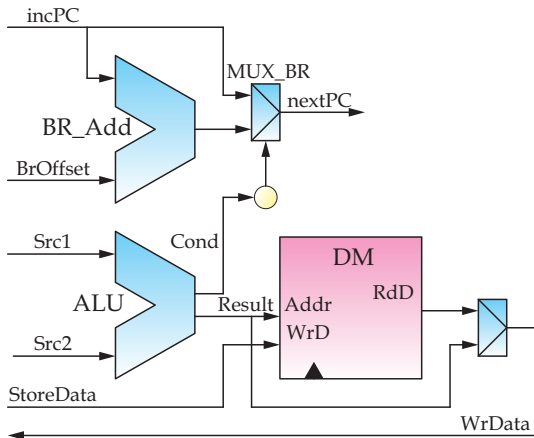 incPC
MUX_BR
nextPC
BR_Add
BrOffset
Src1
Cond
DM
RdD
ALU
Result
Addr
WrD
Src2
StoreData
WrData